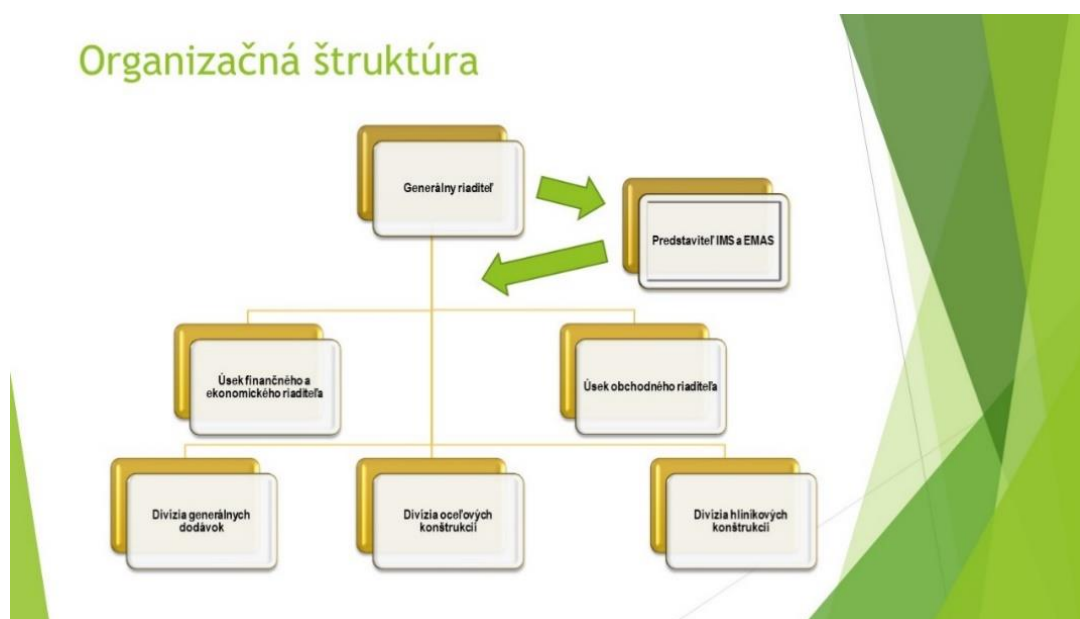 Organizačná štruktúra
Generálny riaditeľ
Predstaviteľ IMS a EMAS
Úsek finančného a
ekonomického riaditeľa
Úsek obchodného riaditeľa
Divízia generálnych
dodávok
Divízia oceľových
konštrukcií
Divízia hliníkových
konštrukcií